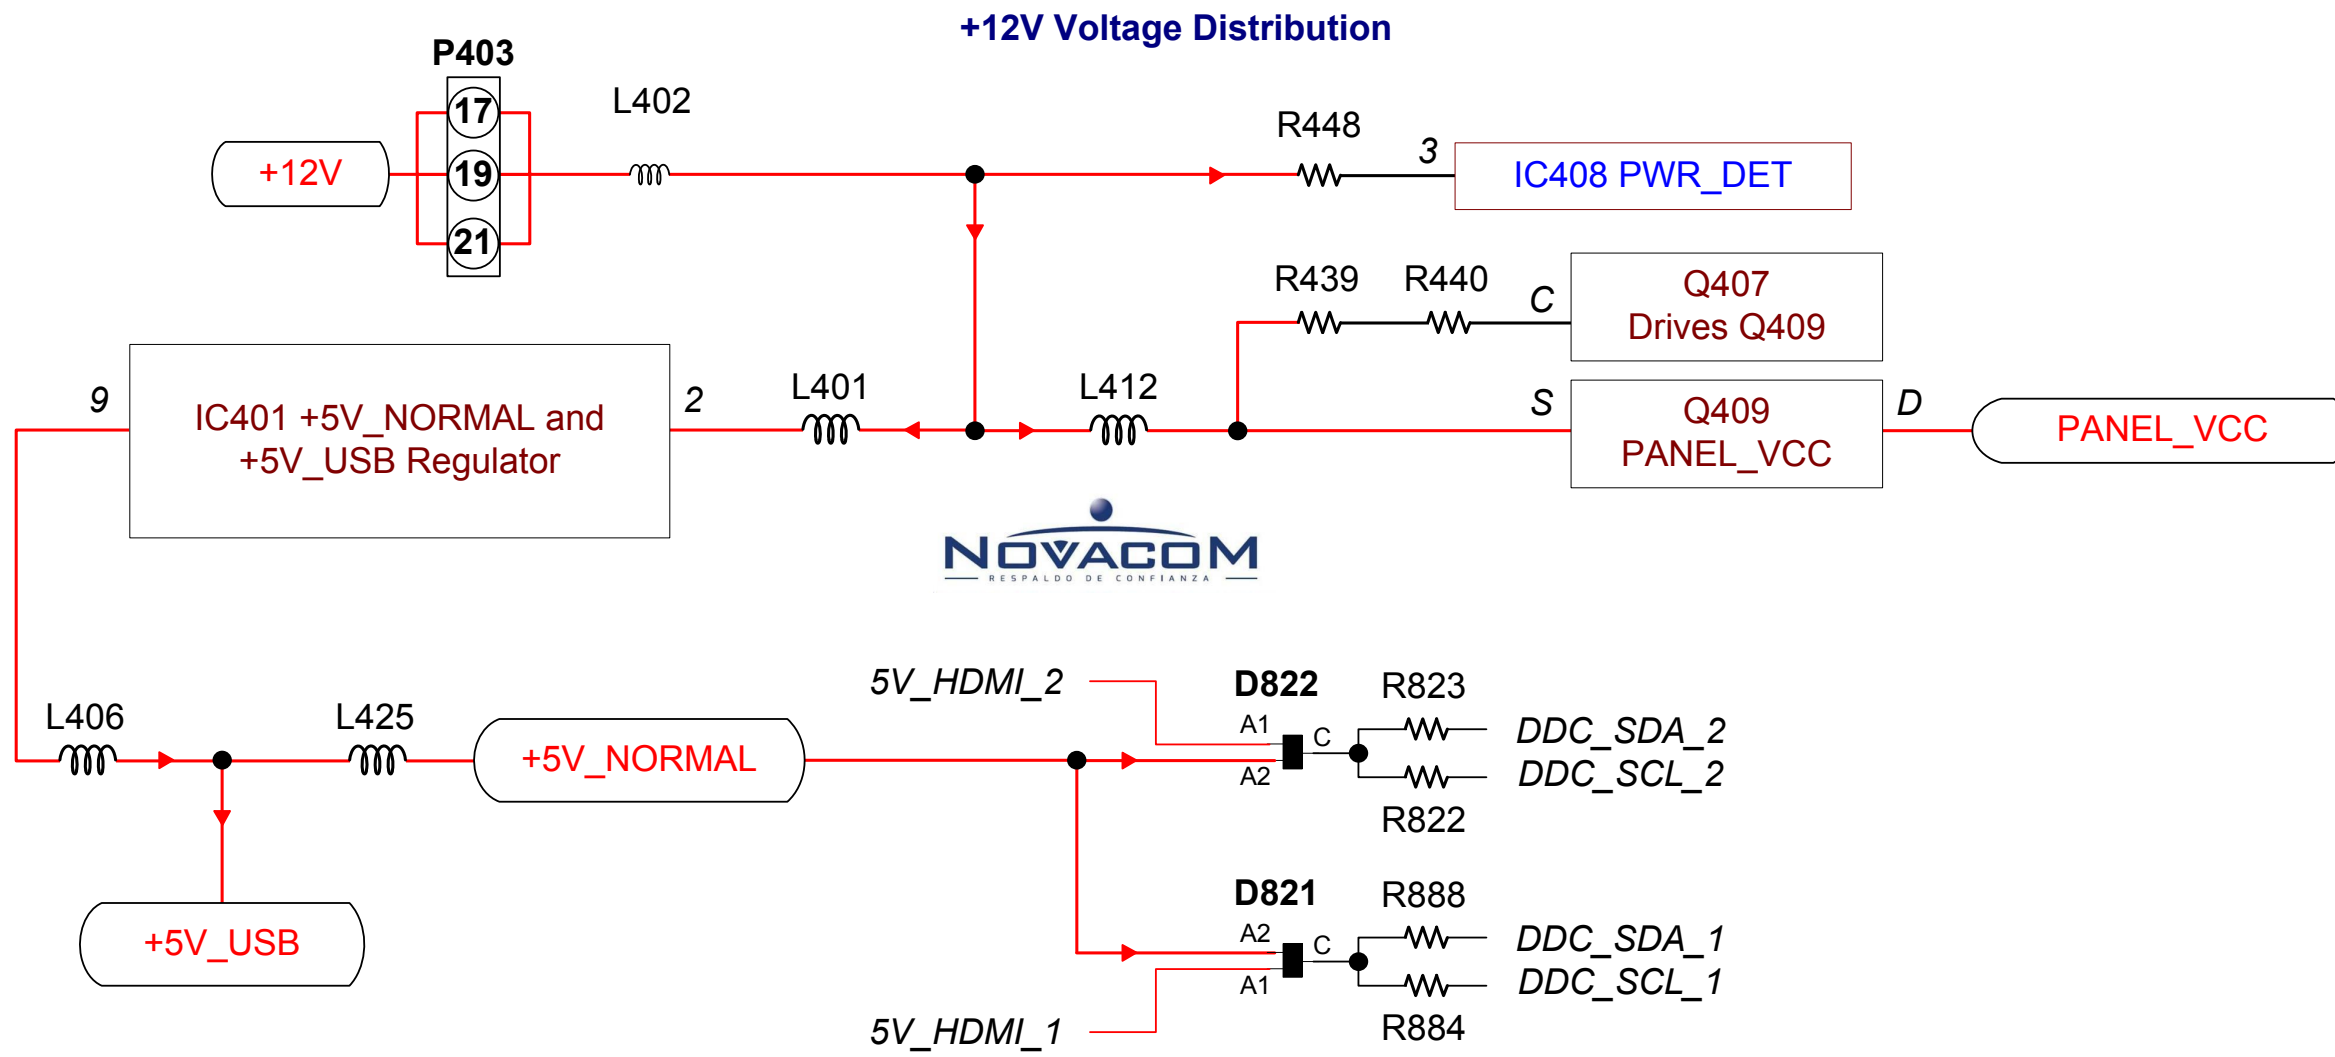 +12V Voltage Distribution
P403
17
L402
R448
3
+12V
19
IC408 PWR_DET
21
R439
R440
C
Q407
Drives Q409
9
IC401 +5V_NORMAL and
+5V_USB Regulator
2
L401
L412
S
Q409
PANEL_VCC
D
PANEL_VCC
NOVACOM
RESPALDO DE CONFIANZA
5V_HDMI_2
D822
R823
L406
L425
A1
C
DDC_SDA_2
+5V_NORMAL
A2
DDC_SCL_2
R822
D821
R888
+5V_USB
A2
C
DDC_SDA_1
A1
DDC_SCL_1
5V_HDMI_1
R884